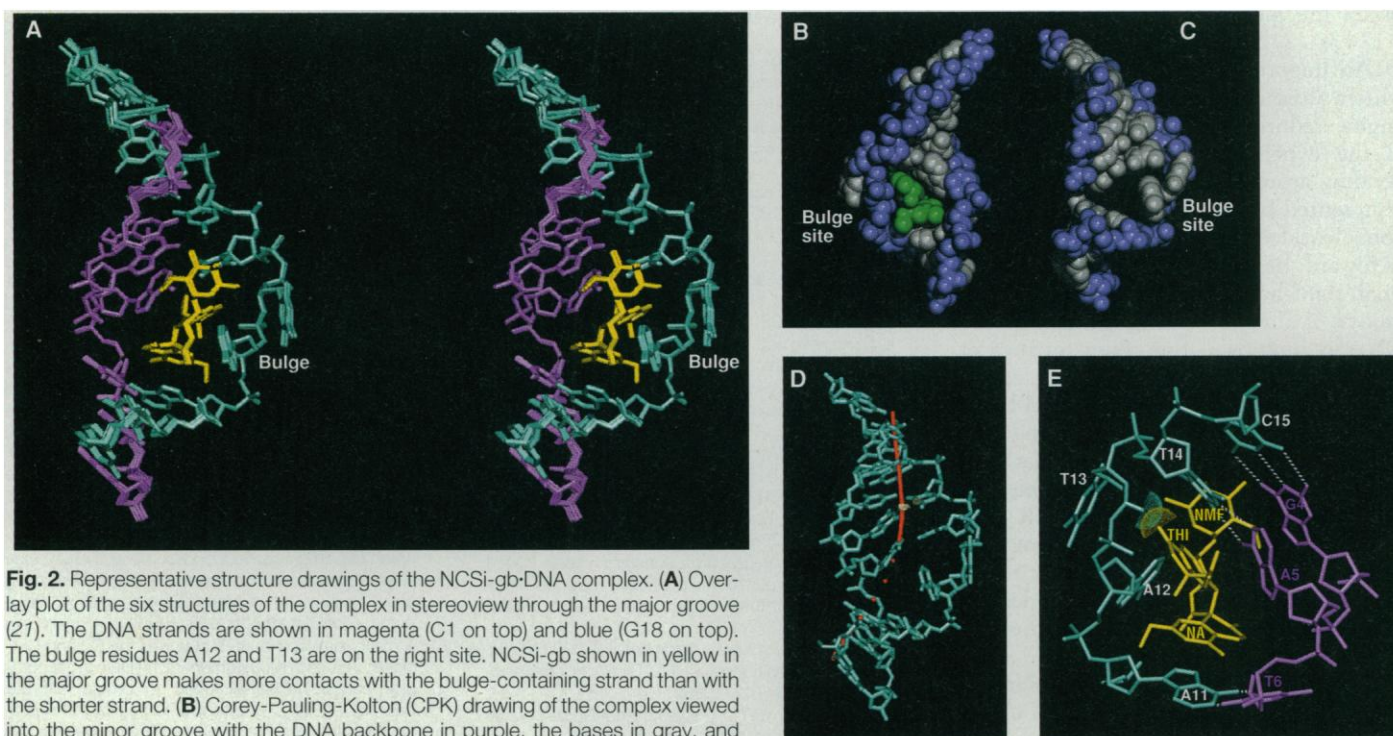 A
Bulge
B
C
Bulge
site
Bulge
site
D
E
C15
T14
T13
NMF
G4
THI
A5
A12
NA
A11
T6
Fig. 2. Representative structure drawings of the NCSi-gb·DNA complex. (A) Over-
lay plot of the six structures of the complex in stereoview through the major groove
(21). The DNA strands are shown in magenta (C1 on top) and blue (G18 on top).
The bulge residues A12 and T13 are on the right site. NCSi-gb shown in yellow in
the major groove makes more contacts with the bulge-containing strand than with
the shorter strand. (B) Corey-Pauling-Kolton (CPK) drawing of the complex viewed
into the minor groove with the DNA backbone in purple, the bases in gray, and